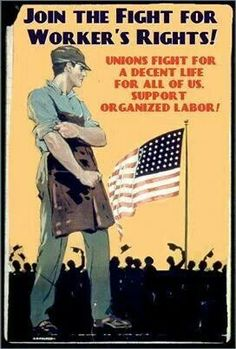 JOIN THE FIGHT FOR
WORKER'S RIGHTS!
UNIONS FIGHT FOR
A DECENT LIFE
FOR ALL OF US.
SUPPORT
ORGANIZED LABOR!